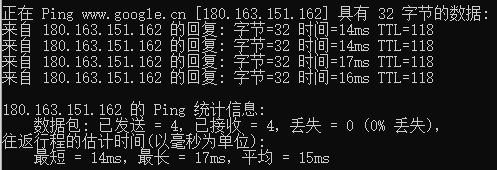 正在 Ping www.google.cn [180.163.151.162] 具有 32 字节的数据:
来自 180.163.151.162 的回复: 字节=32 时间=14ms TTL=118
来自 180.163.151.162 的回复: 字节=32 时间=14ms TTL=118
来自 180.163.151.162 的回复: 字节=32 时间=17ms TTL=118
来自 180.163.151.162 的回复: 字节=32 时间=16ms TTL=118
180.163.151.162 的 Ping 统计信息:
数据包: 已发送 = 4, 已接收 = 4, 丢失 = 0 (0% 丢失),
往返行程的估计时间(以毫秒为单位):
最短 = 14ms, 最长 = 17ms, 平均 = 15ms